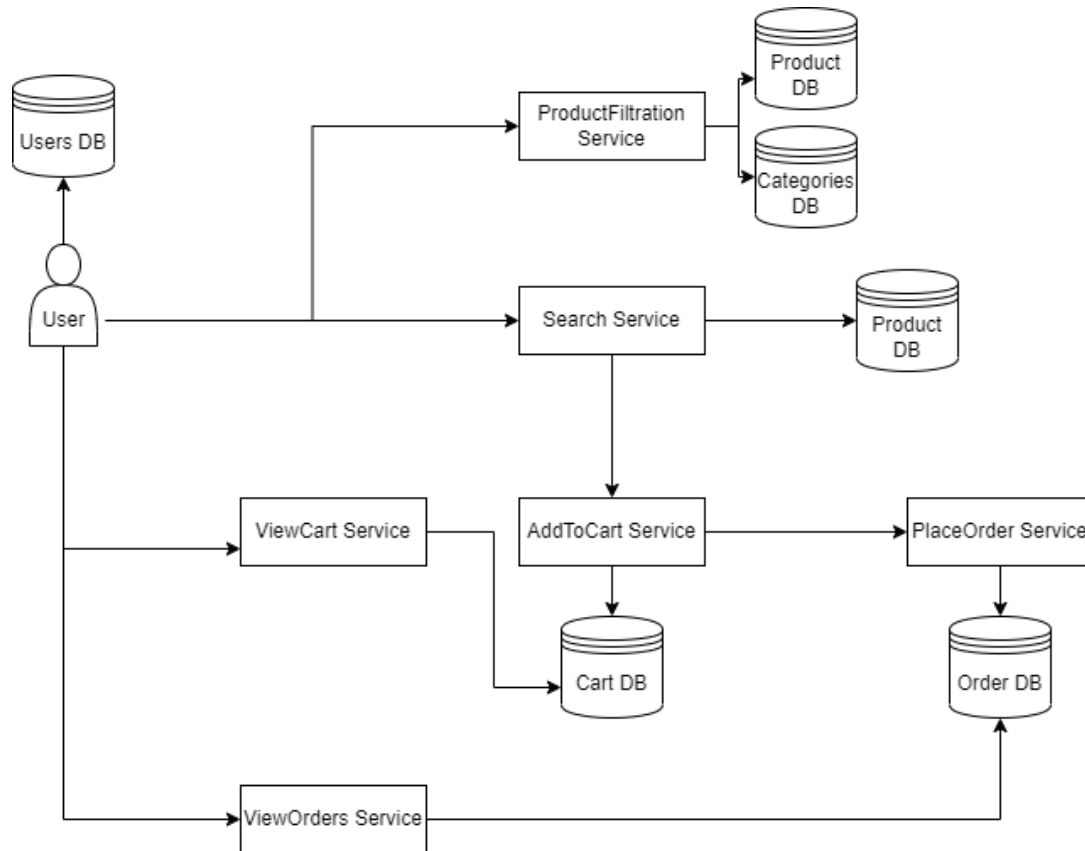 Product
DB
Users DB
ProductFiltration
Service
Categories
DB
User
Search Service
Product
DB
ViewCart Service
AddToCart Service
PlaceOrder Service
Cart DB
Order DB
ViewOrders Service